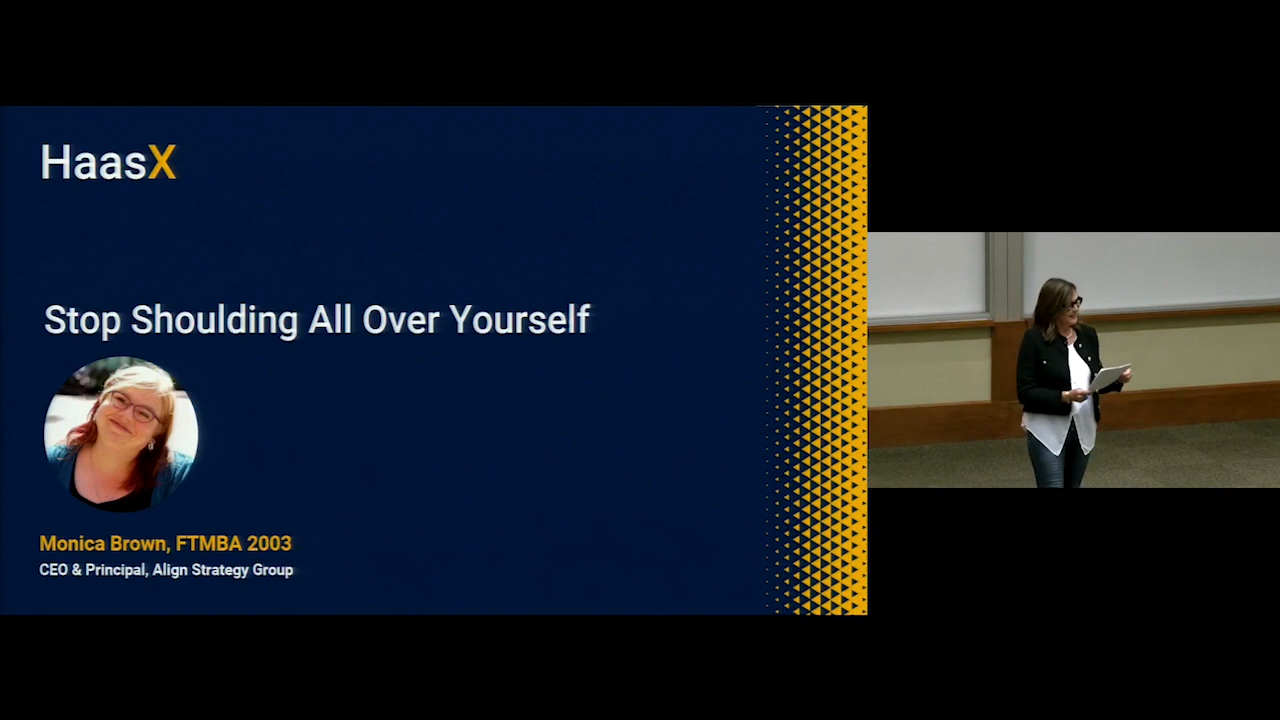 HaasX
Stop Shoulding All Over Yourself
Monica Brown, FTMBA 2003
CEO & Principal, Align Strategy Group